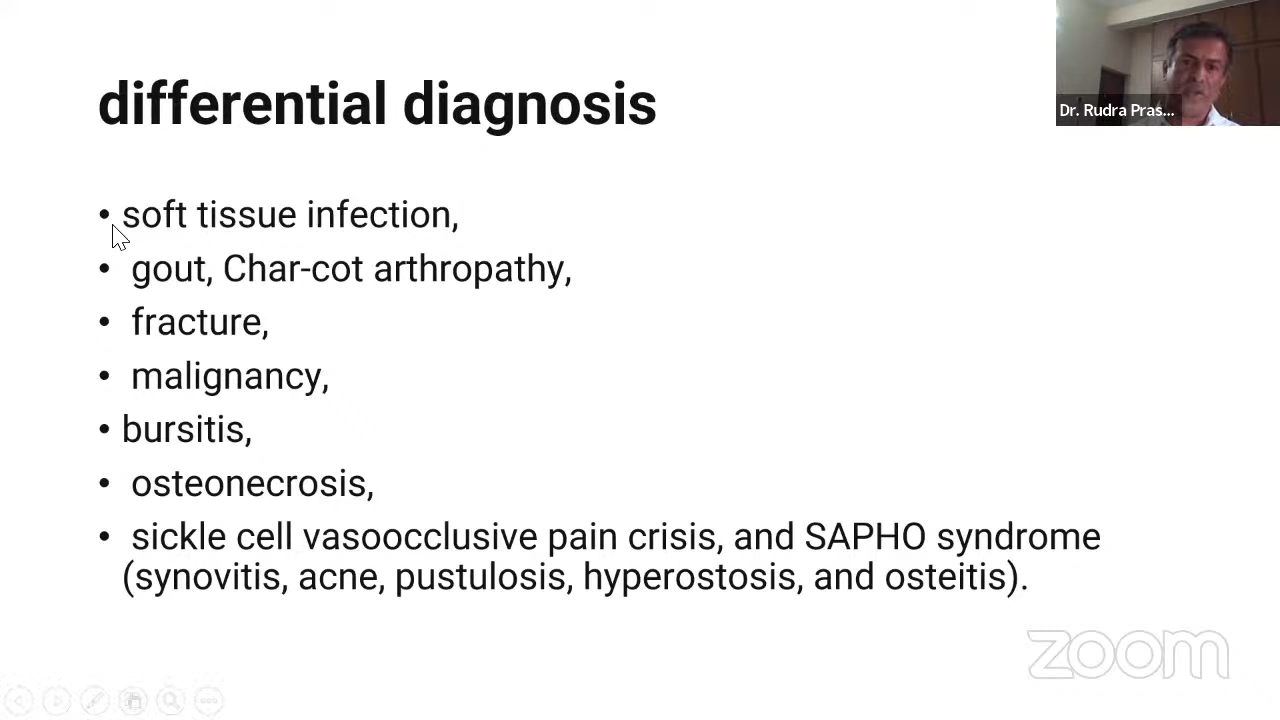 differential diagnosis
Dr. Rudra Pras...
• soft tissue infection,
• gout, Char-cot arthropathy,
• fracture,
• malignancy,
• bursitis,
• osteonecrosis,
• sickle cell vasoocclusive pain crisis, and SAPHO syndrome
(synovitis, acne, pustulosis, hyperostosis, and osteitis).
zoom